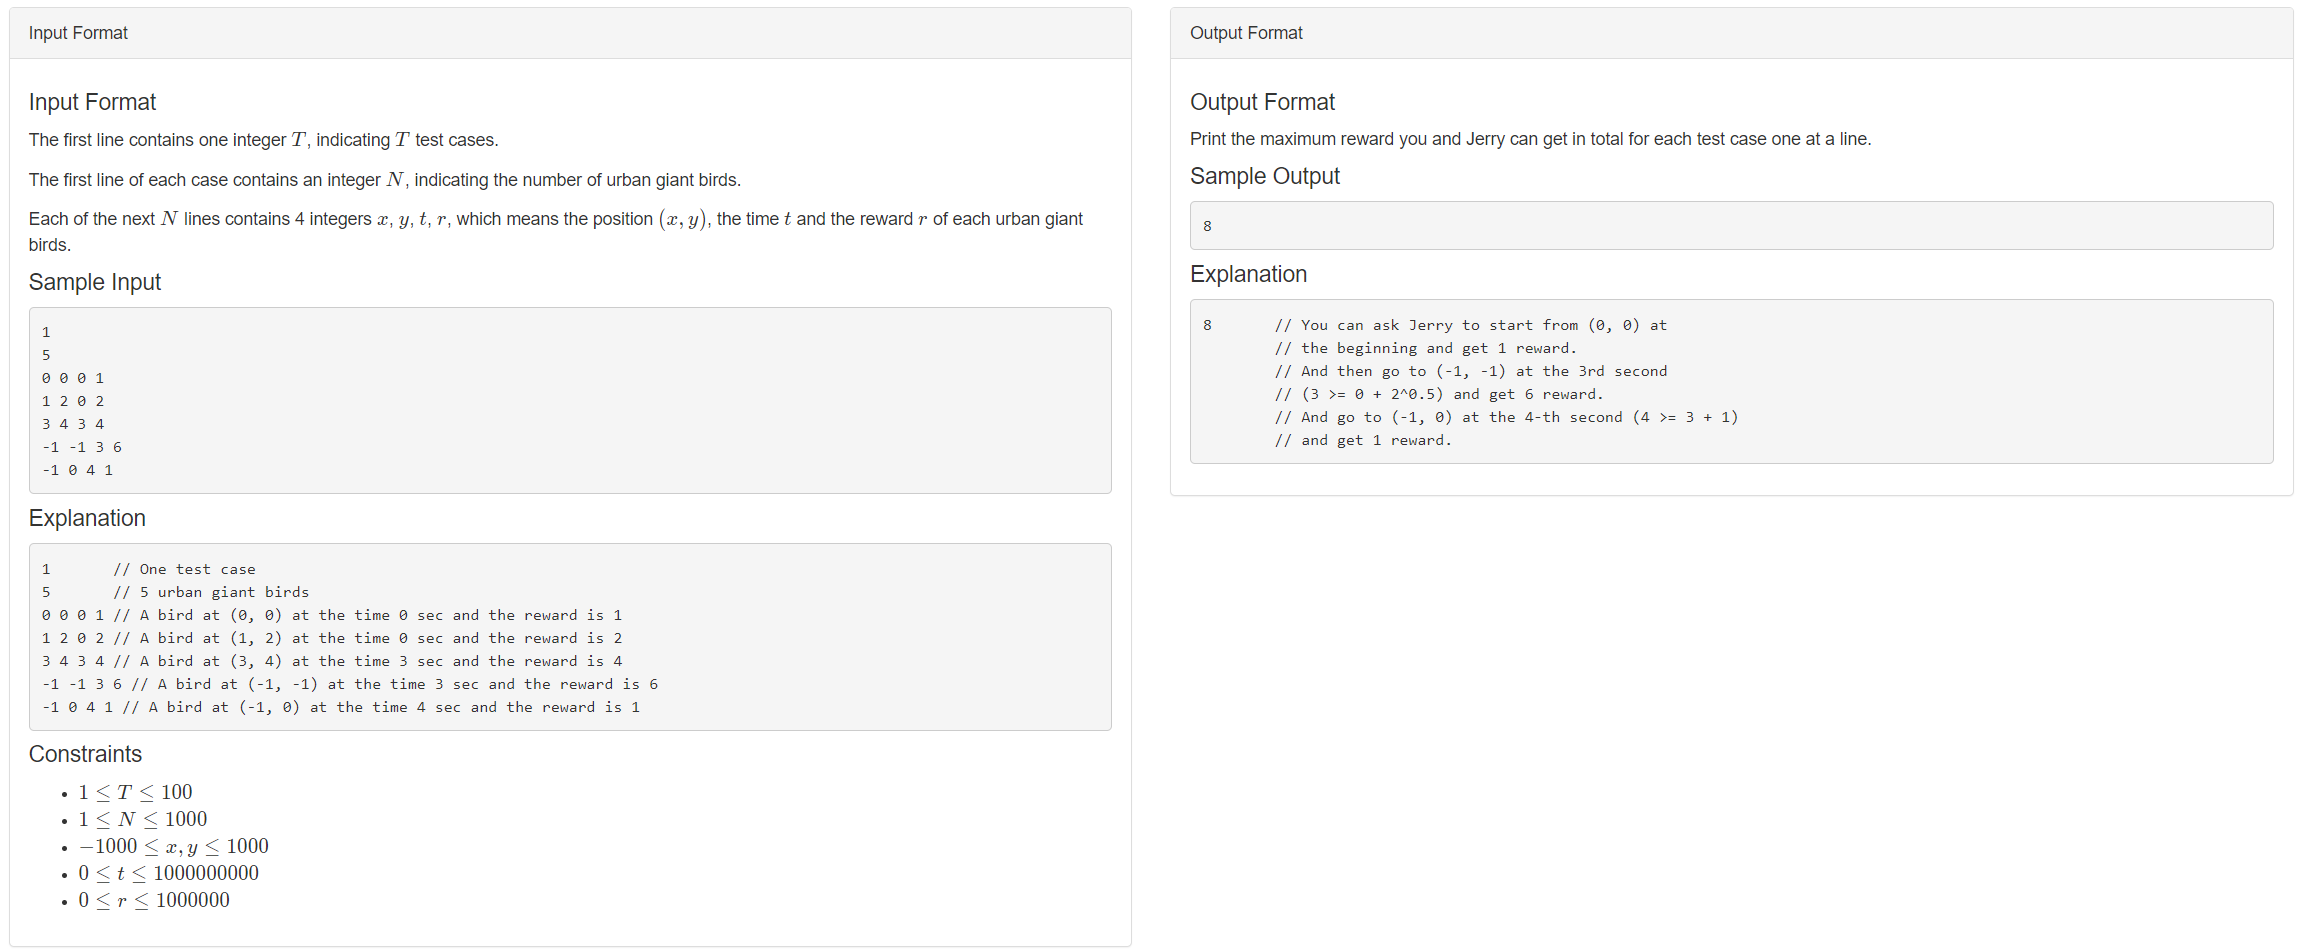 Input Format
Input Format
The first line contains one integer T, indicating T test cases.
The first line of each case contains an integer N, indicating the number of urban giant birds.
Each of the next N lines contains 4 integers x, y, t, r, which means the position (x, y), the time t and the reward r of each urban giant
birds.
Sample Input
1
5
0 0 0 1
1 2 0 2
3 4 3 4
-1 -1 3 6
-1 0 4 1
Explanation
1 // One test case
5 // 5 urban giant birds
0 0 0 1 // A bird at (0, 0) at the time 0 sec and the reward is 1
1 2 0 2 // A bird at (1, 2) at the time 0 sec and the reward is 2
3 4 3 4 // A bird at (3, 4) at the time 3 sec and the reward is 4
-1 -1 3 6 // A bird at (-1, -1) at the time 3 sec and the reward is 6
-1 0 4 1 // A bird at (-1, 0) at the time 4 sec and the reward is 1
Constraints
• 1 ≤ T ≤ 100
• 1 ≤ N ≤ 1000
• −1000 ≤ x, y ≤ 1000
• 0 ≤ t ≤ 1000000000
• 0 ≤ r ≤ 1000000
Output Format
Output Format
Print the maximum reward you and Jerry can get in total for each test case one at a line.
Sample Output
8
Explanation
8 // You can ask Jerry to start from (0, 0) at
// the beginning and get 1 reward.
// And then go to (-1, -1) at the 3rd second
// (3 >= 0 + 2^0.5) and get 6 reward.
// And go to (-1, 0) at the 4-th second (4 >= 3 + 1)
// and get 1 reward.